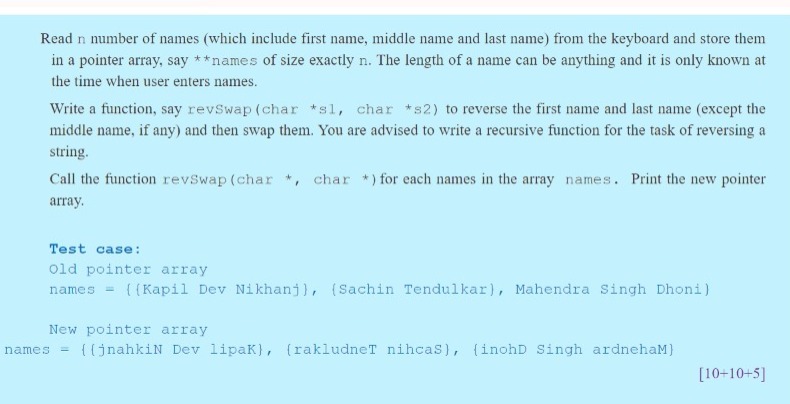 Read n number of names (which include first name, middle name and last name) from the keyboard and store them
in a pointer array, say **names of size exactly n. The length of a name can be anything and it is only known at
the time when user enters names.
Write a function, say revSwap(char *s1, char *s2) to reverse the first name and last name (except the
middle name, if any) and then swap them. You are advised to write a recursive function for the task of reversing a
string.
Call the function revSwap(char *, char *) for each names in the array names. Print the new pointer
array.
Test case:
Old pointer array
names = {{Kapil Dev Nikhanj}, {Sachin Tendulkar}, Mahendra Singh Dhoni}
New pointer array
names = {{jnahkiN Dev lipaK}, {rakludneT nihcaS}, {inohD Singh ardnehaM}
[10+10+5]